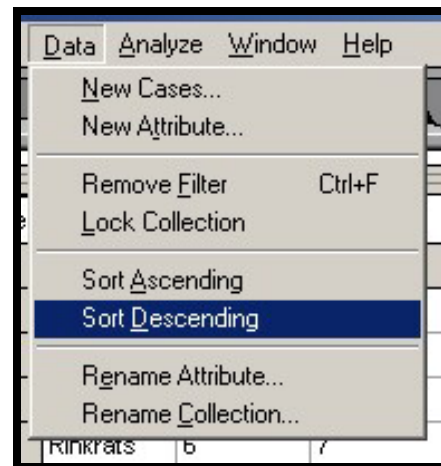 Data Analyze Window Help
New Cases...
New Attribute...
Remove Filter Ctrl+F
Lock Collection
Sort Ascending
Sort Descending
Rename Attribute...
Rename Collection...
Rinkrats 6 7